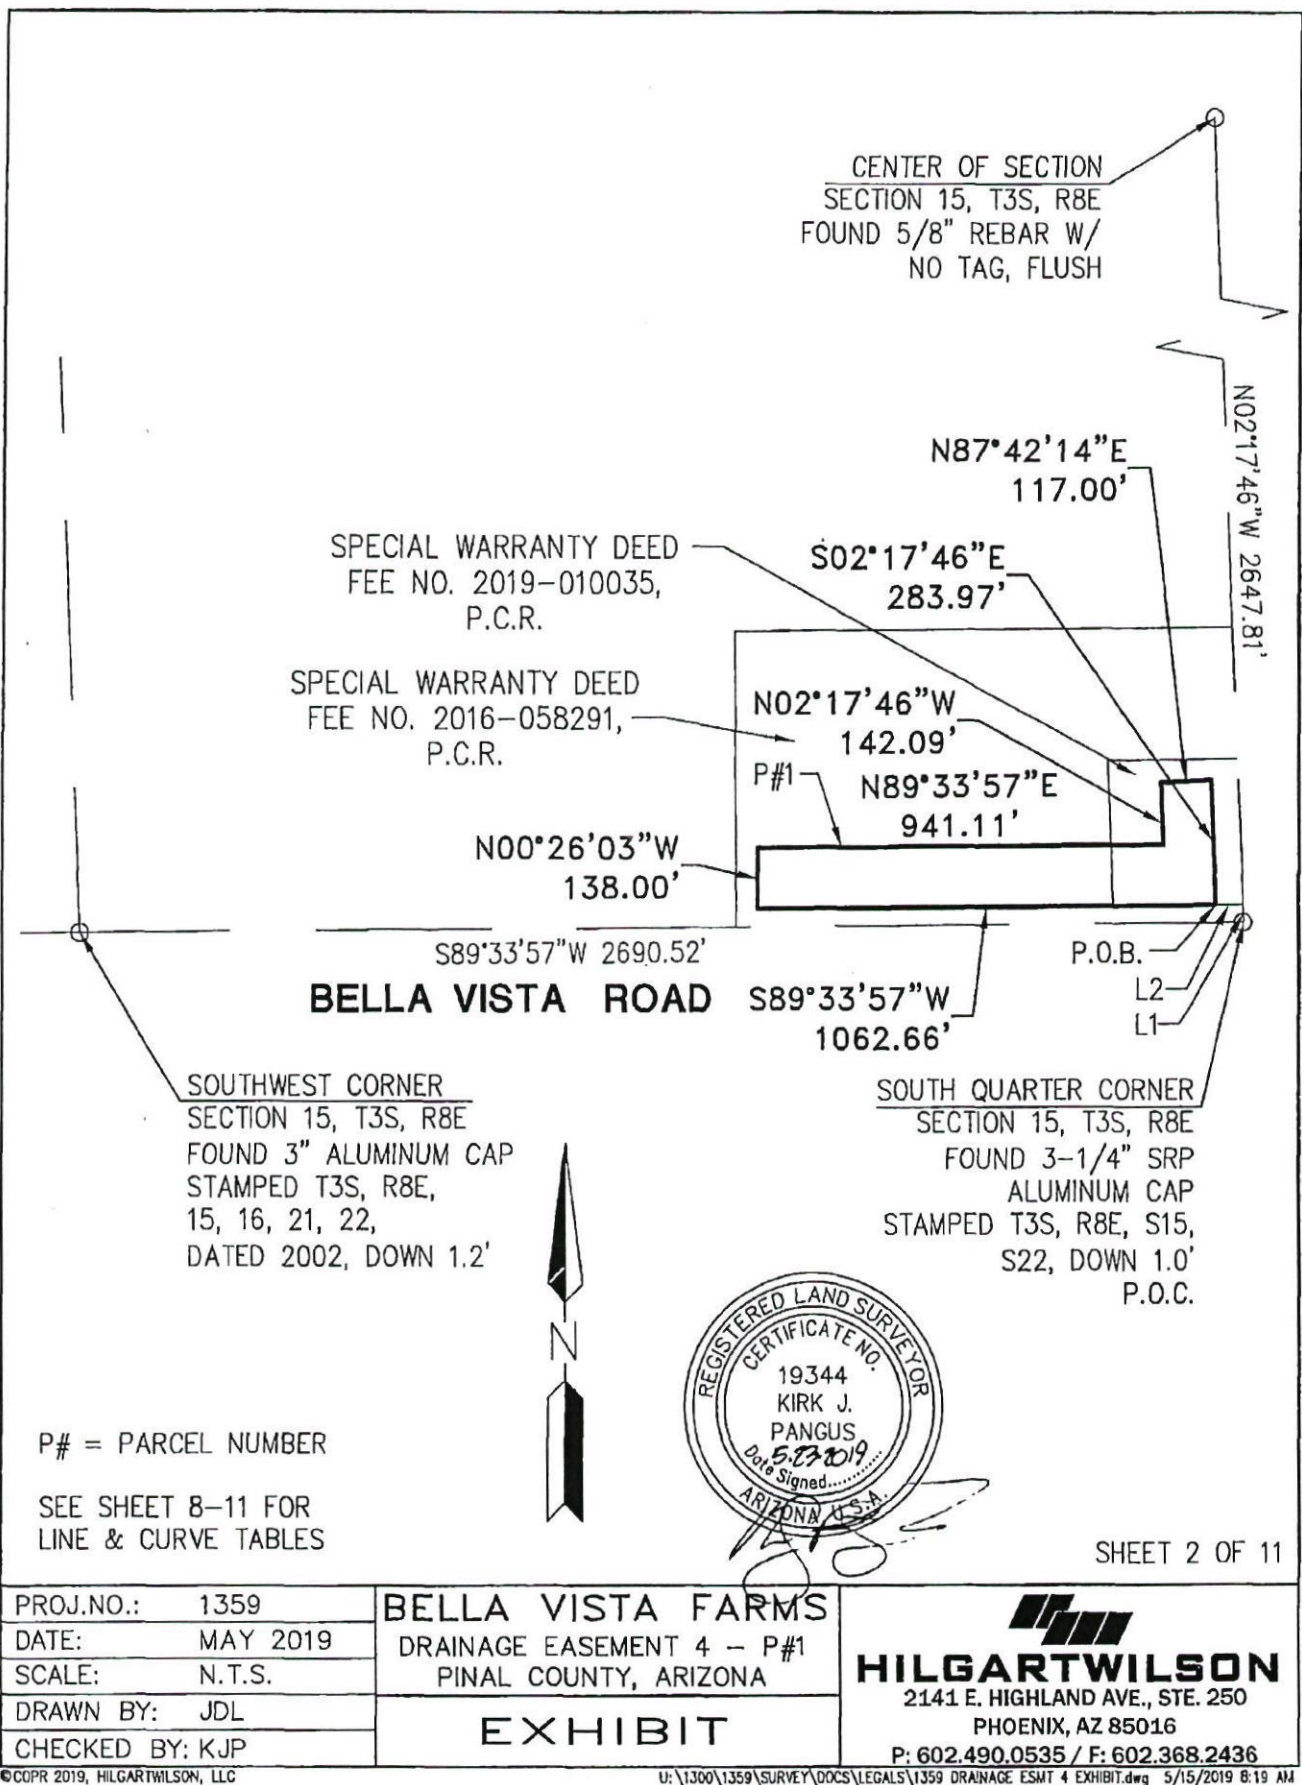 CENTER OF SECTION
SECTION 15, T3S, R8E
FOUND 5/8" REBAR W/
NO TAG, FLUSH
N02°17'46"W 2647.81'
N87°42'14"E
117.00'
SPECIAL WARRANTY DEED
FEE NO. 2019-010035,
P.C.R.
S02°17'46"E
283.97'
SPECIAL WARRANTY DEED
FEE NO. 2016-058291,
P.C.R.
N02°17'46"W
142.09'
P#1
N89°33'57"E
941.11'
N00°26'03"W
138.00'
S89°33'57"W 2690.52'
BELLA VISTA ROAD
S89°33'57"W
1062.66'
P.O.B.
L2
L1
SOUTHWEST CORNER
SECTION 15, T3S, R8E
FOUND 3" ALUMINUM CAP
STAMPED T3S, R8E,
15, 16, 21, 22,
DATED 2002, DOWN 1.2'
SOUTH QUARTER CORNER
SECTION 15, T3S, R8E
FOUND 3-1/4" SRP
ALUMINUM CAP
STAMPED T3S, R8E, S15,
S22, DOWN 1.0'
P.O.C.
N
REGISTERED LAND SURVEYOR
CERTIFICATE NO.
19344
KIRK J.
PANGUS
5-23-2019
Date Signed..........
ARIZONA U.S.A.
P# = PARCEL NUMBER
SEE SHEET 8-11 FOR
LINE & CURVE TABLES
SHEET 2 OF 11
PROJ.NO.: 1359
DATE: MAY 2019
SCALE: N.T.S.
DRAWN BY: JDL
CHECKED BY: KJP
BELLA VISTA FARMS
DRAINAGE EASEMENT 4 - P#1
PINAL COUNTY, ARIZONA
EXHIBIT
HILGARTWILSON
2141 E. HIGHLAND AVE., STE. 250
PHOENIX, AZ 85016
P: 602.490.0535 / F: 602.368.2436
©COPR 2019, HILGARTWILSON, LLC
U:\1300\1359\SURVEY\DOCS\LEGALS\1359 DRAINAGE ESMT 4 EXHIBIT.dwg 5/15/2019 8:19 AM